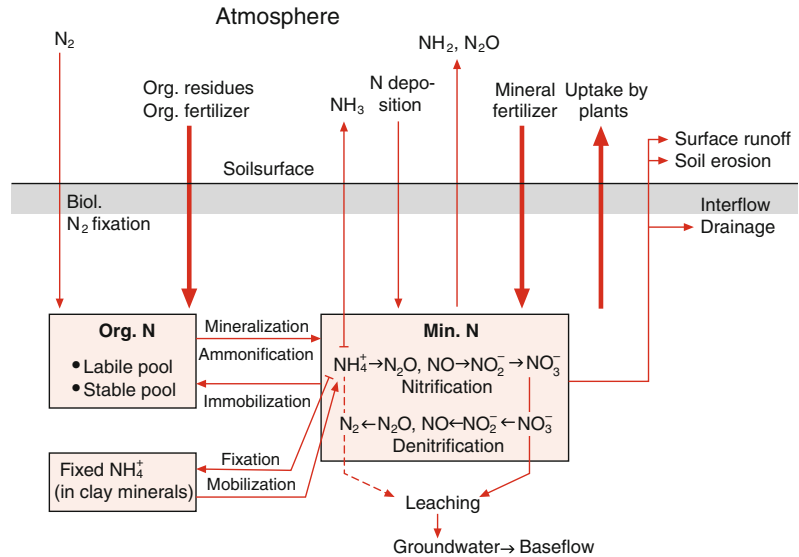 Atmosphere
N₂
NH₂, N₂O
Org. residues
Org. fertilizer
NH₃
N depo-
sition
Mineral
fertilizer
Uptake by
plants
Surface runoff
Soil erosion
Soilsurface
Biol.
N₂ fixation
Interflow
Drainage
Org. N
• Labile pool
• Stable pool
Mineralization
Ammonification
Immobilization
Min. N
NH₄⁺→N₂O, NO→NO₂⁻→NO₃⁻
Nitrification
N₂←N₂O, NO←NO₂⁻←NO₃⁻
Denitrification
Fixed NH₄⁺
(in clay minerals)
Fixation
Mobilization
Leaching
Groundwater→ Baseflow